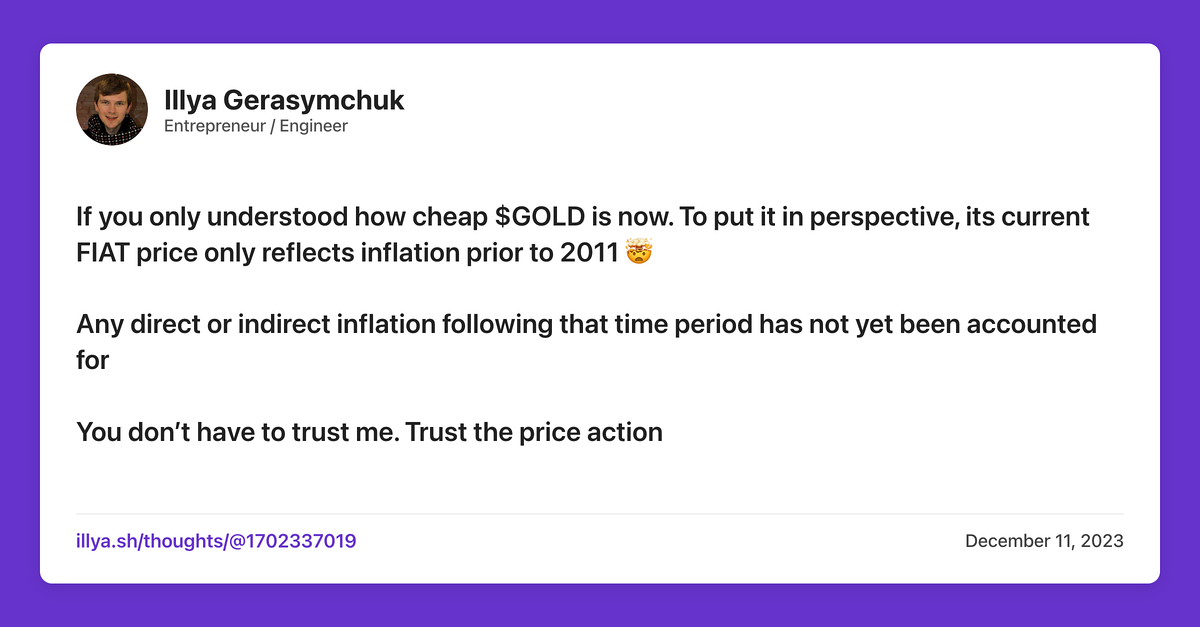 Illya Gerasymchuk
Entrepreneur / Engineer
If you only understood how cheap $GOLD is now. To put it in perspective, its current
FIAT price only reflects inflation prior to 2011 🤯
Any direct or indirect inflation following that time period has not yet been accounted
for
You don’t have to trust me. Trust the price action
illya.sh/thoughts/@1702337019
December 11, 2023